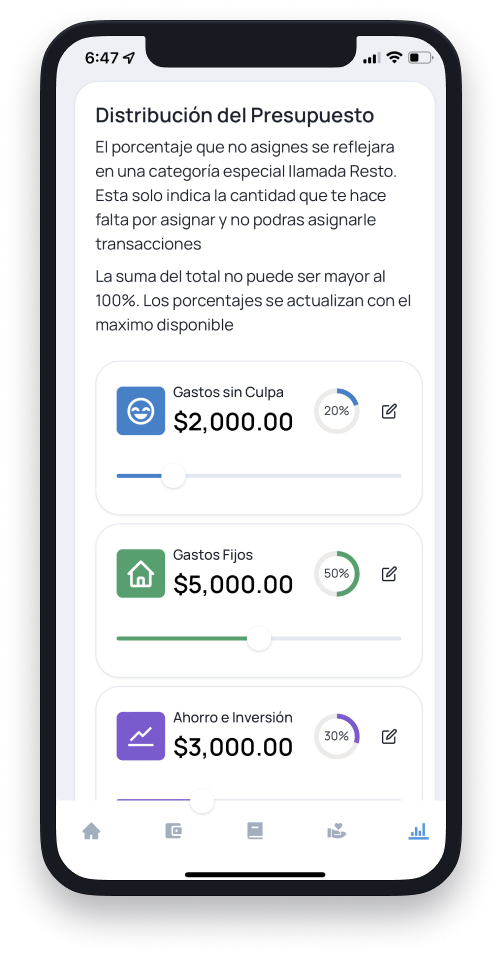 6:47
Distribución del Presupuesto
El porcentaje que no asignes se reflejara
en una categoría especial llamada Resto.
Esta solo indica la cantidad que te hace
falta por asignar y no podras asignarle
transacciones
La suma del total no puede ser mayor al
100%. Los porcentajes se actualizan con el
maximo disponible
Gastos sin Culpa
$2,000.00
20%
Gastos Fijos
$5,000.00
50%
Ahorro e Inversión
$3,000.00
30%